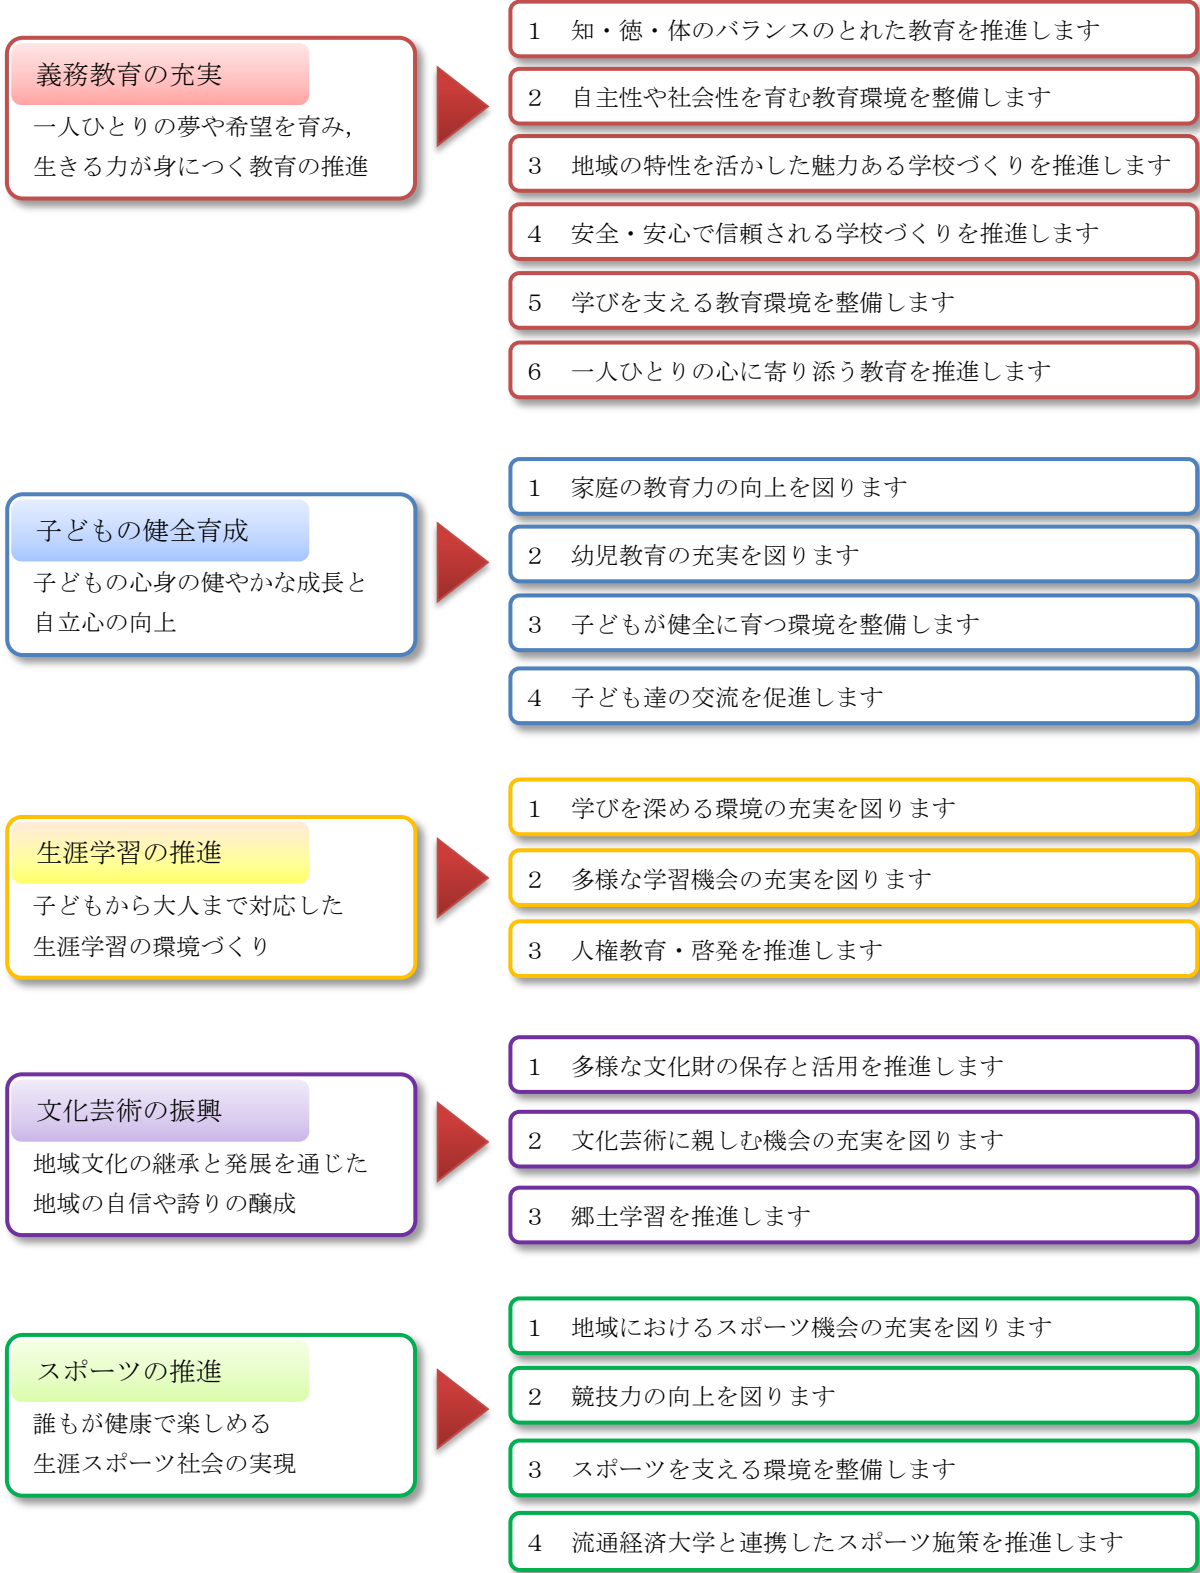 義務教育の充実
一人ひとりの夢や希望を育み,
生きる力が身につく教育の推進
1 知・徳・体のバランスのとれた教育を推進します
2 自主性や社会性を育む教育環境を整備します
3 地域の特性を活かした魅力ある学校づくりを推進します
4 安全・安心で信頼される学校づくりを推進します
5 学びを支える教育環境を整備します
6 一人ひとりの心に寄り添う教育を推進します
子どもの健全育成
子どもの心身の健やかな成長と
自立心の向上
1 家庭の教育力の向上を図ります
2 幼児教育の充実を図ります
3 子どもが健全に育つ環境を整備します
4 子ども達の交流を促進します
生涯学習の推進
子どもから大人まで対応した
生涯学習の環境づくり
1 学びを深める環境の充実を図ります
2 多様な学習機会の充実を図ります
3 人権教育・啓発を推進します
文化芸術の振興
地域文化の継承と発展を通じた
地域の自信や誇りの醸成
1 多様な文化財の保存と活用を推進します
2 文化芸術に親しむ機会の充実を図ります
3 郷土学習を推進します
スポーツの推進
誰もが健康で楽しめる
生涯スポーツ社会の実現
1 地域におけるスポーツ機会の充実を図ります
2 競技力の向上を図ります
3 スポーツを支える環境を整備します
4 流通経済大学と連携したスポーツ施策を推進します